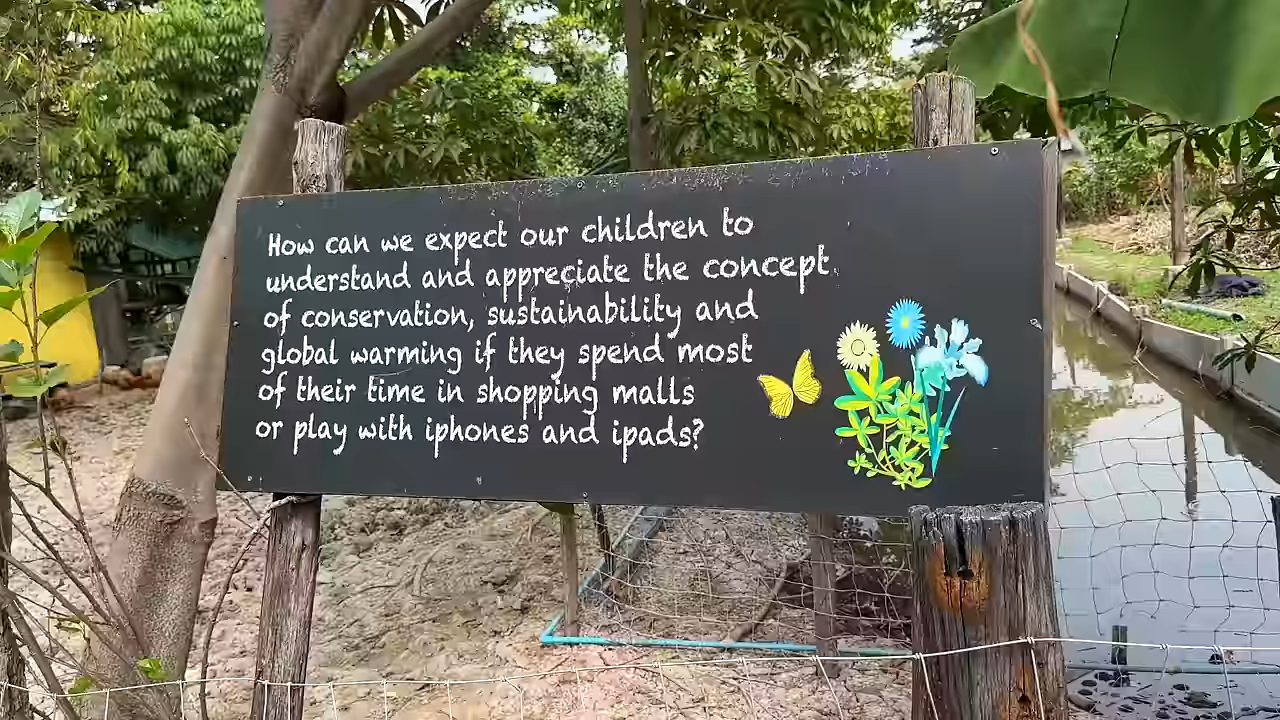 How can we expect our children to
understand and appreciate the concept
of conservation, sustainability and
global warming if they spend most
of their time in shopping malls
or play with iphones and ipads?